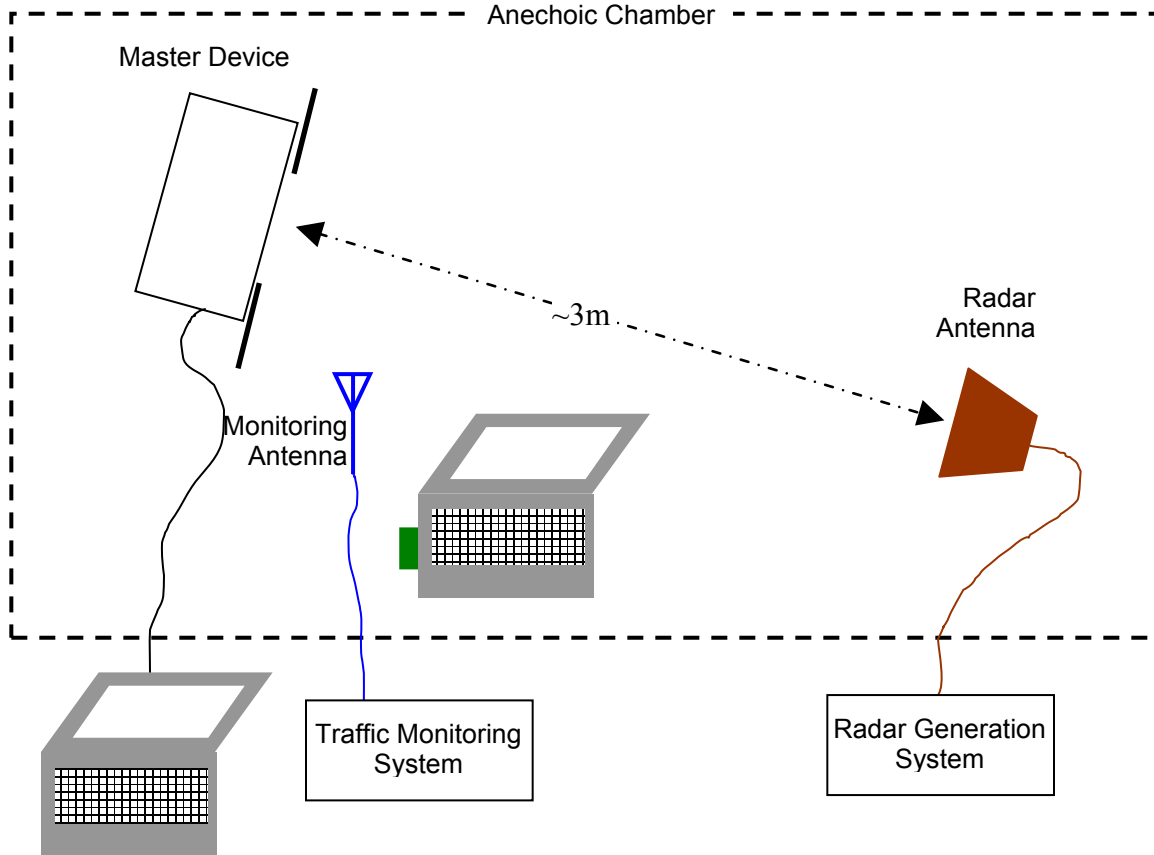 Anechoic Chamber
Master Device
~3m
Radar
Antenna
Monitoring
Antenna
Traffic Monitoring
System
Radar Generation
System